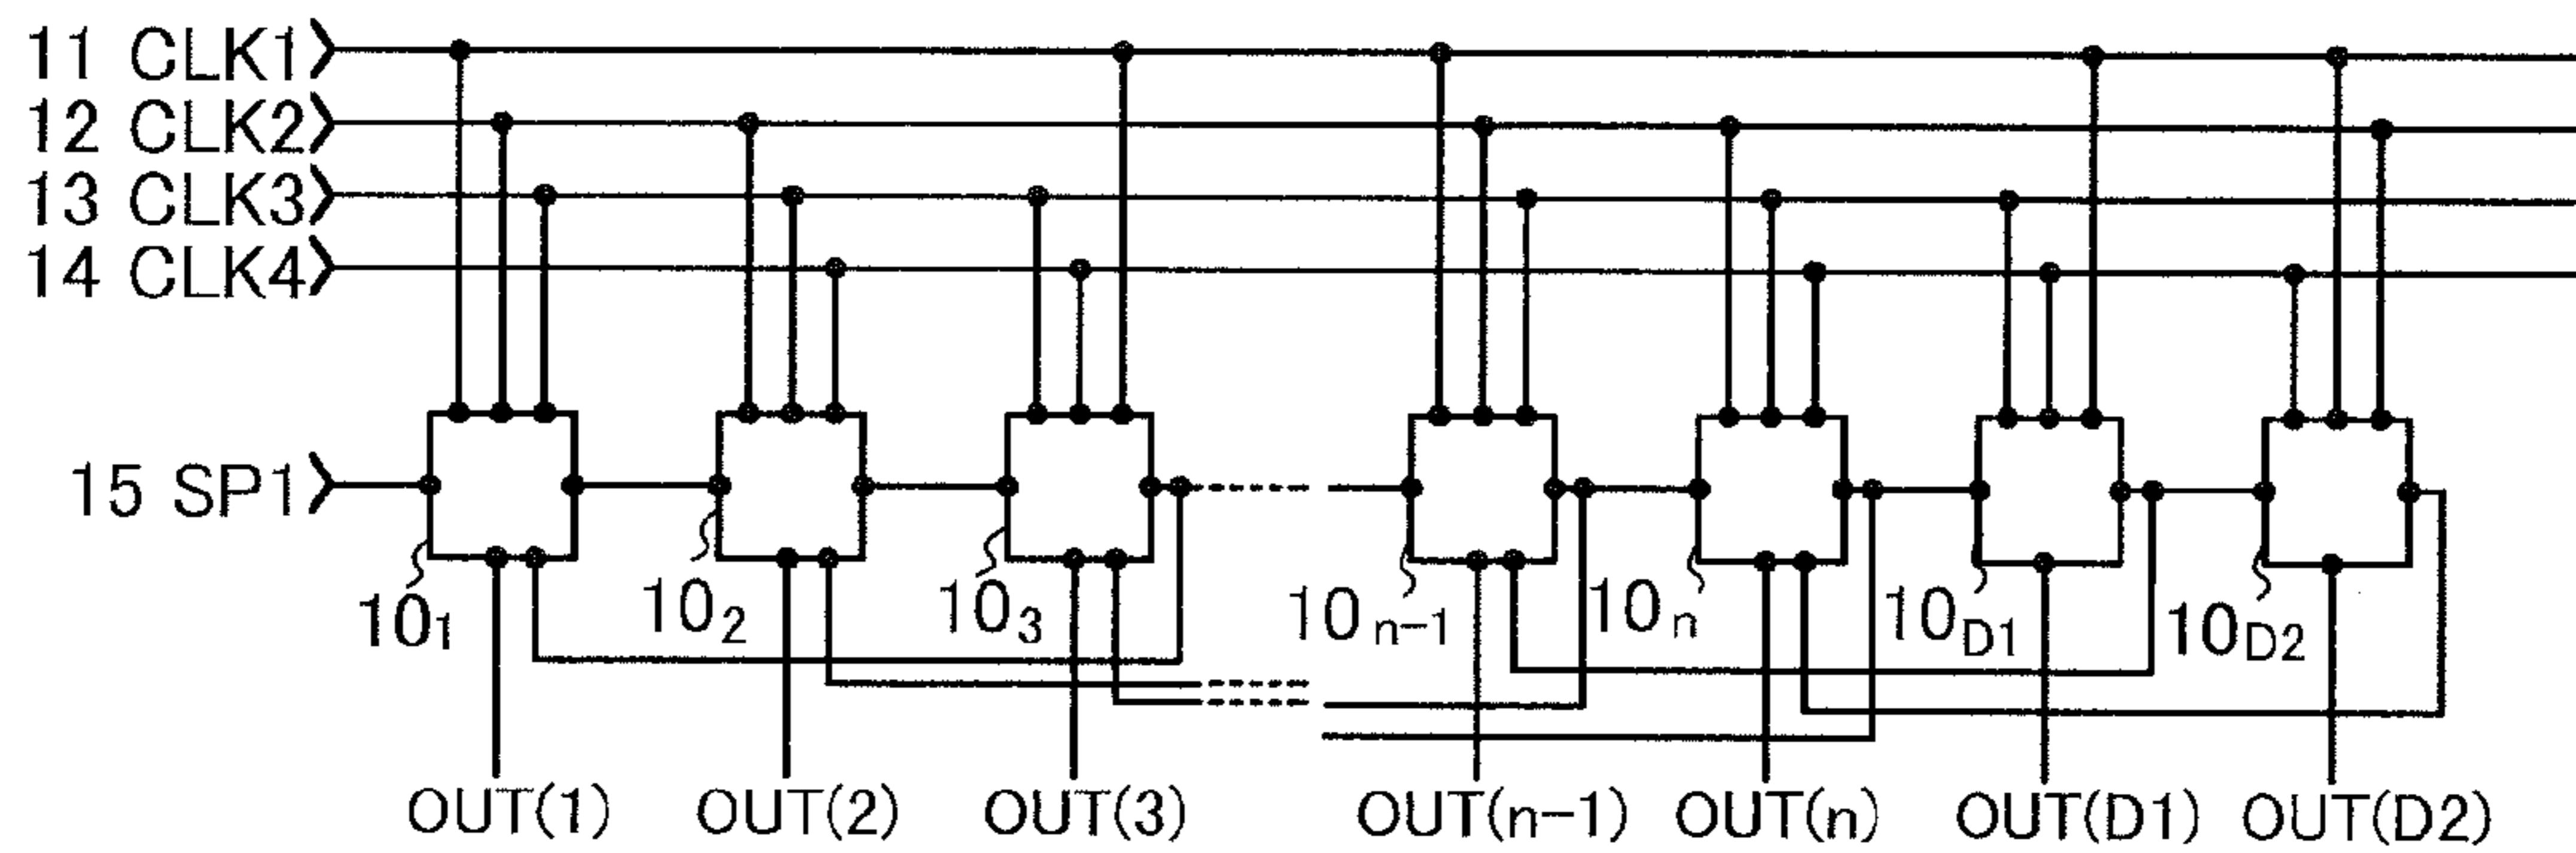 11 CLK1
12 CLK2
13 CLK3
14 CLK4
15 SP1
10₁ 10₂ 10₃ 10ₙ₋₁ 10ₙ 10D1 10D2
OUT(1) OUT(2) OUT(3) OUT(n-1) OUT(n) OUT(D1) OUT(D2)